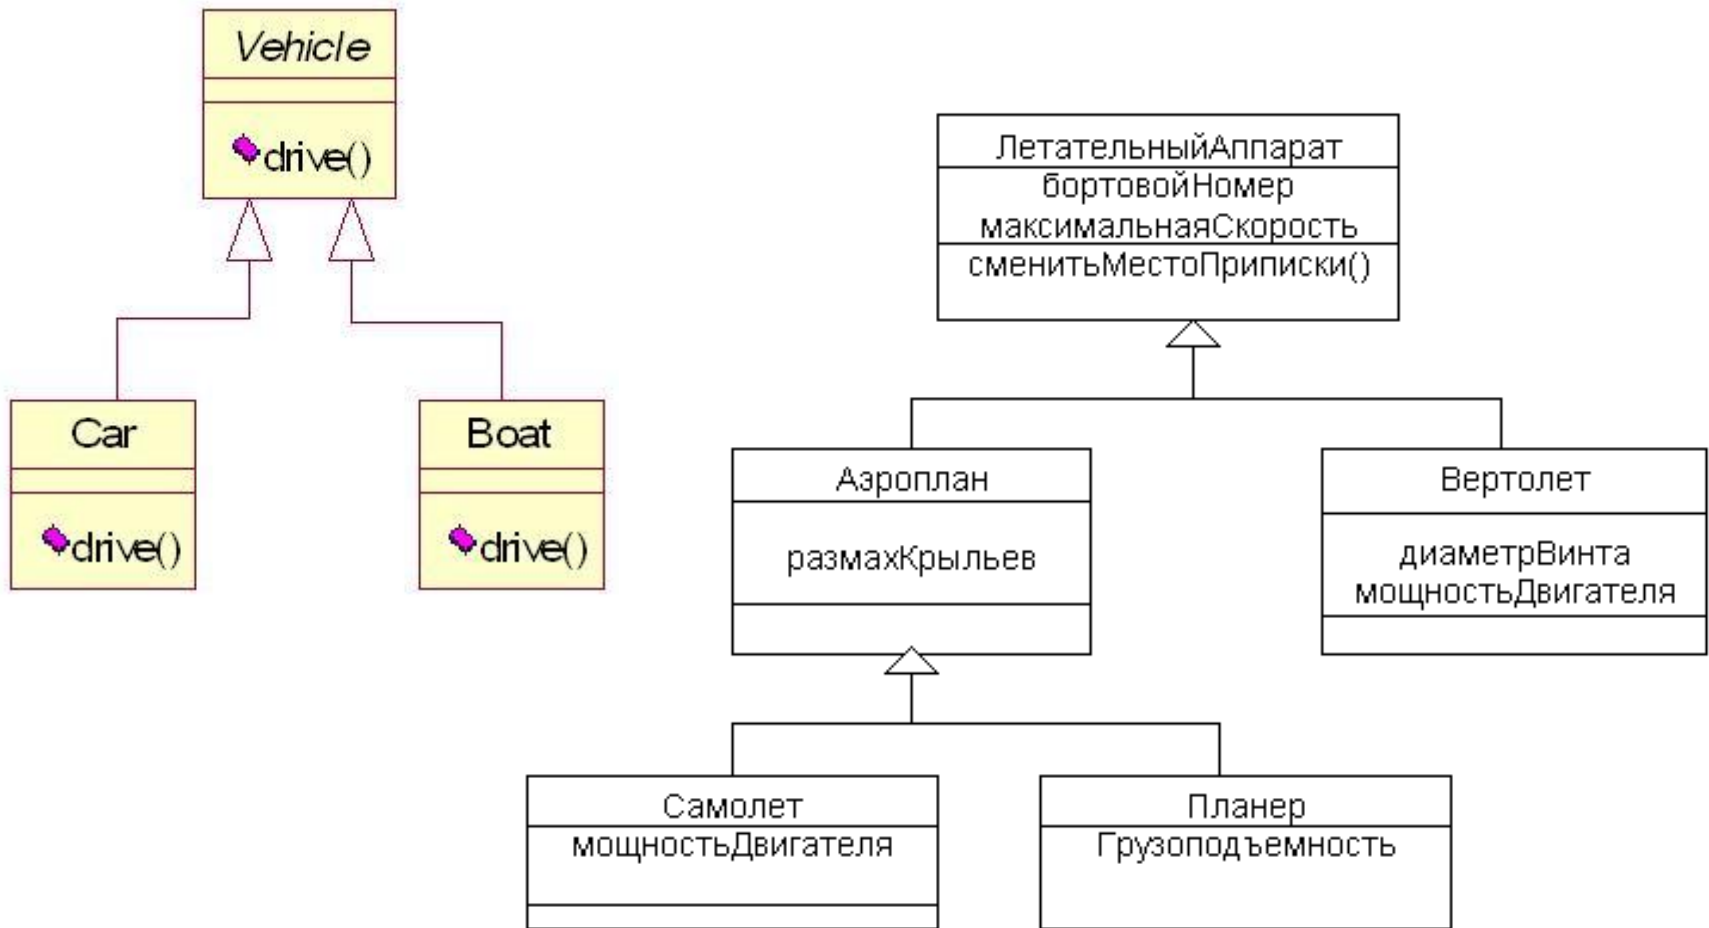 Vehicle
drive()
Car
drive()
Boat
drive()
ЛетательныйАппарат
бортовойНомер
максимальнаяСкорость
сменитьМестоПриписки()
Аэроплан
размахКрыльев
Вертолет
диаметрВинта
мощностьДвигателя
Самолет
мощностьДвигателя
Планер
Грузоподъемность